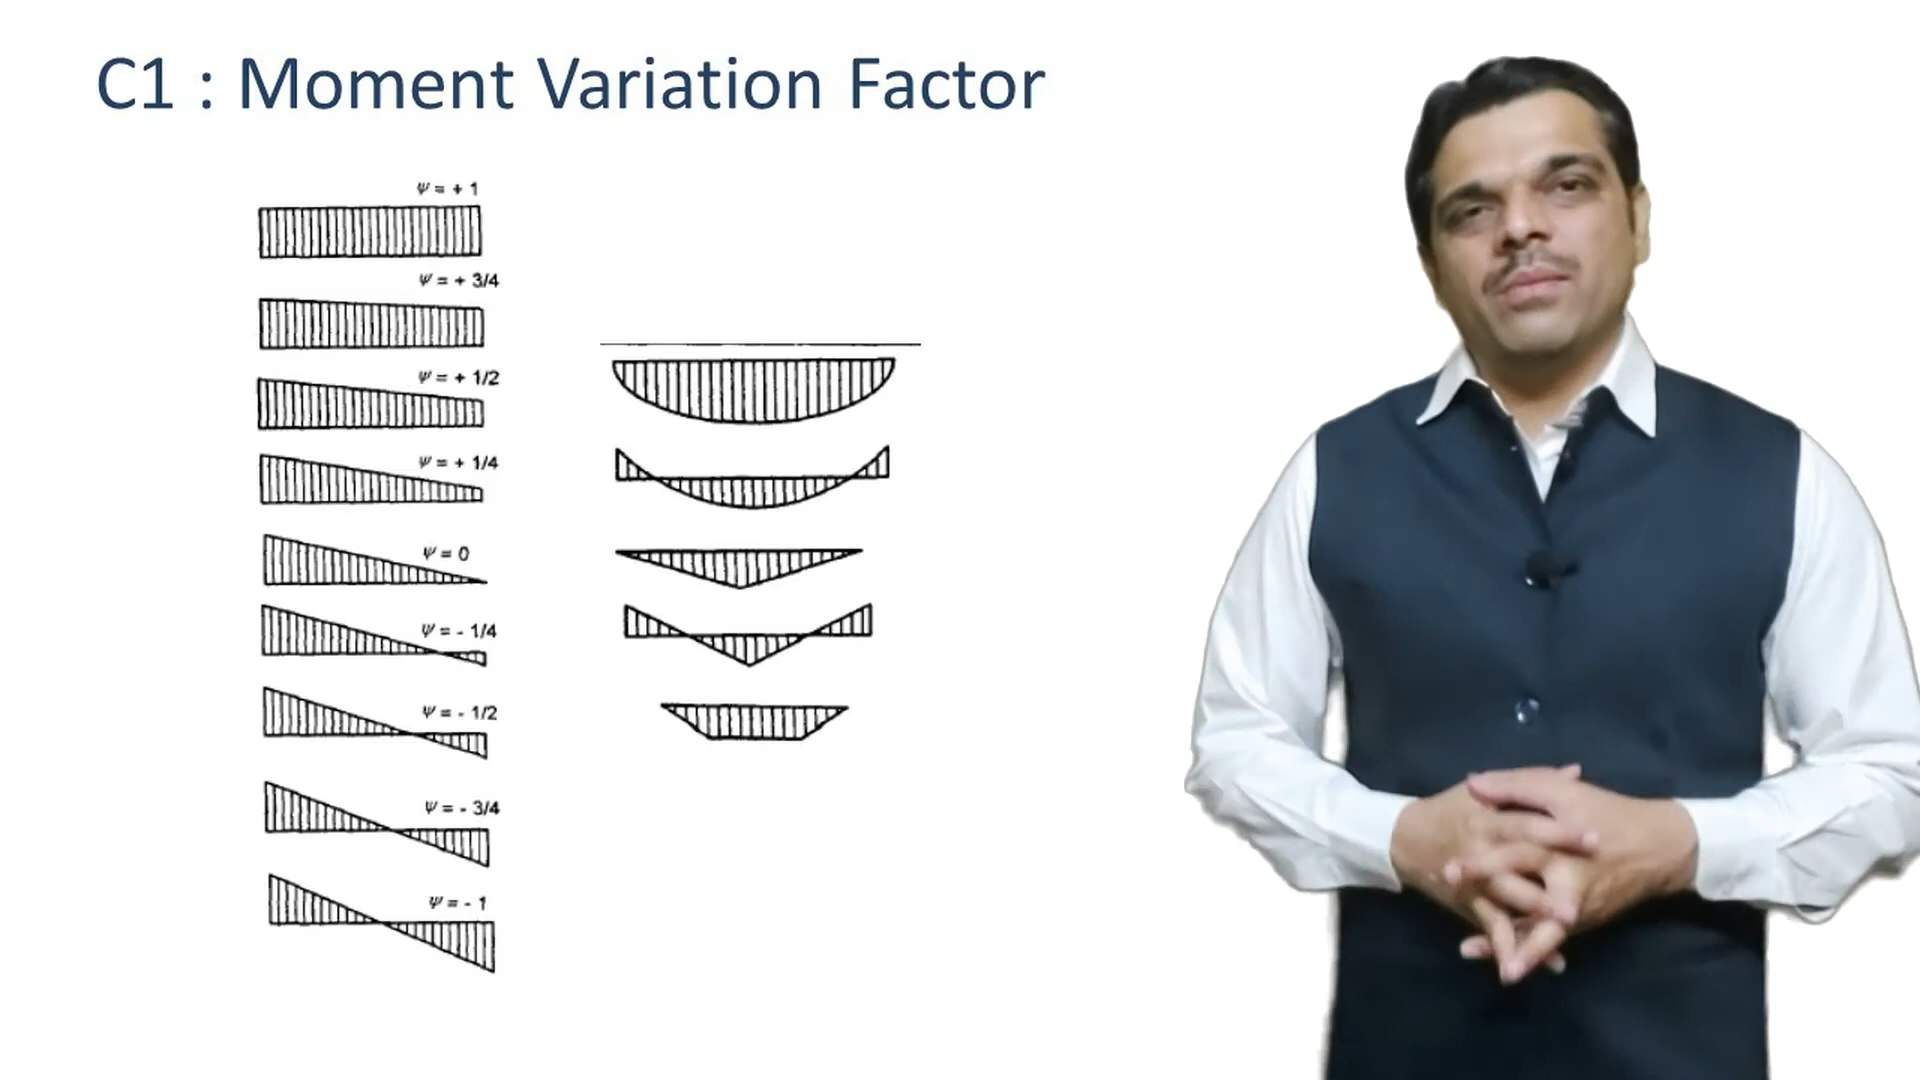 C1 : Moment Variation Factor
Ψ = + 1
Ψ = + 3/4
Ψ = + 1/2
Ψ = + 1/4
Ψ = 0
Ψ = - 1/4
Ψ = - 1/2
Ψ = - 3/4
Ψ = - 1